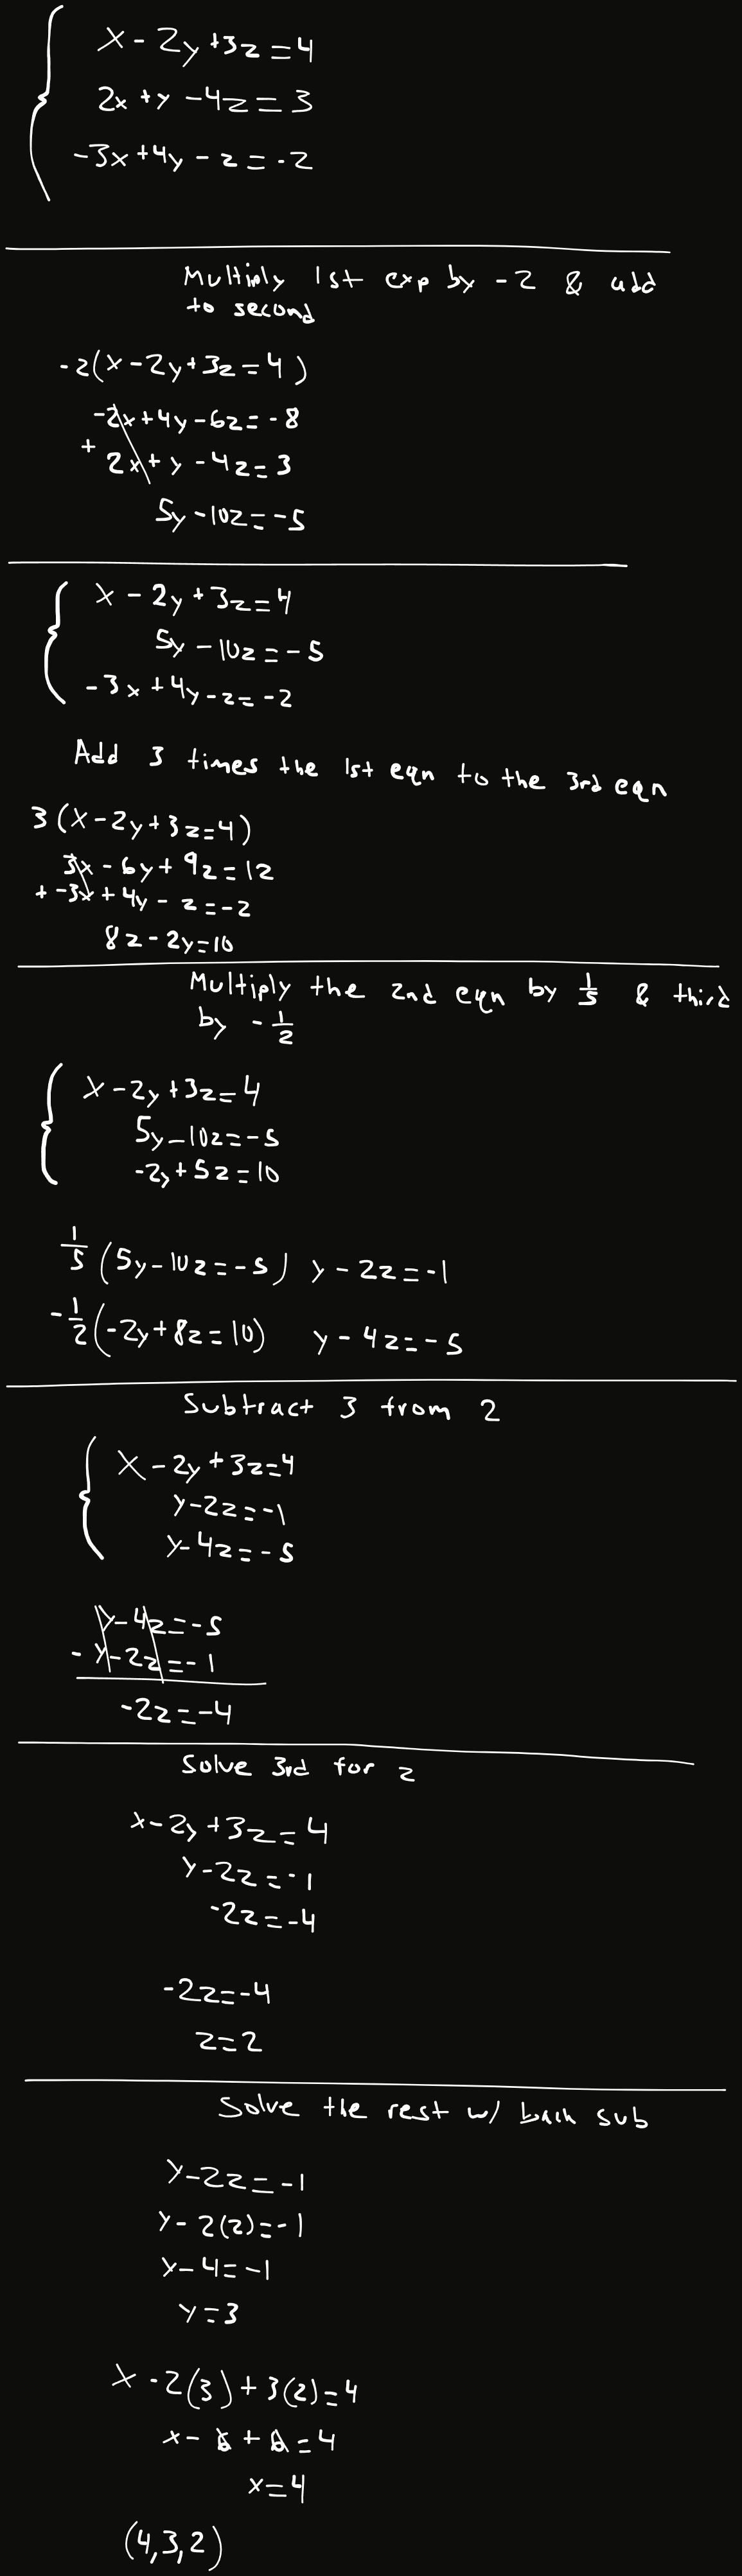 x - 2y + 3z = 4
2x + y - 4z = 3
-3x + 4y - z = -2
Multiply 1st exp by -2 & add
to second
-2(x - 2y + 3z = 4)
-2x + 4y - 6z = -8
+ 2x + y - 4z = 3
5y - 10z = -5
x - 2y + 3z = 4
5y - 10z = -5
-3x + 4y - z = -2
Add 3 times the 1st eqn to the 3rd eqn
3(x - 2y + 3z = 4)
3x - 6y + 9z = 12
+ -3x + 4y - z = -2
8z - 2y = 10
Multiply the 2nd eqn by 1/5 & third
by -1/2
x - 2y + 3z = 4
5y - 10z = -5
-2y + 5z = 10
1/5 (5y - 10z = -5) y - 2z = -1
-1/2 (-2y + 8z = 10) y - 4z = -5
Subtract 3 from 2
x - 2y + 3z = 4
y - 2z = -1
y - 4z = -5
y - 4z = -5
- y - 2z = -1
-2z = -4
Solve 3rd for z
x - 2y + 3z = 4
y - 2z = -1
-2z = -4
-2z = -4
z = 2
Solve the rest w/ back sub
y - 2z = -1
y - 2(2) = -1
y - 4 = -1
y = 3
x - 2(3) + 3(2) = 4
x - 6 + 6 = 4
x = 4
(4,3,2)